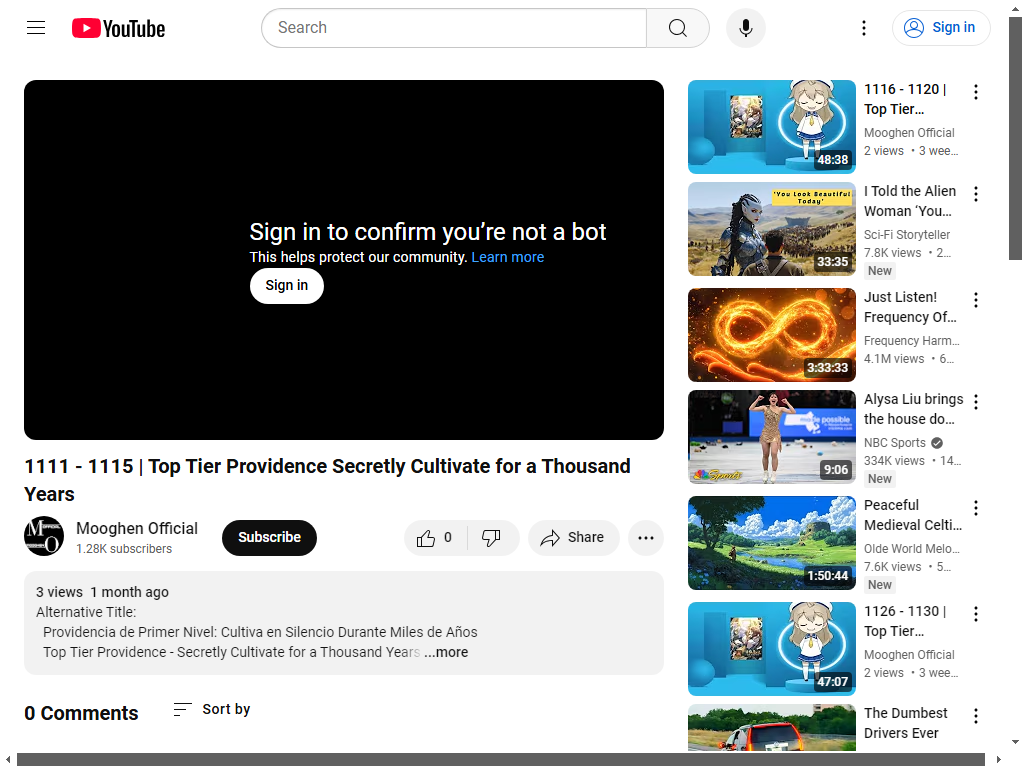 YouTube
Search
Sign in
Sign in to confirm you’re not a bot
This helps protect our community. Learn more
Sign in
1111 - 1115 | Top Tier Providence Secretly Cultivate for a Thousand
Years
Mooghen Official
1.28K subscribers
Subscribe
0
Share
3 views 1 month ago
Alternative Title:
Providencia de Primer Nivel: Cultiva en Silencio Durante Miles de Años
Top Tier Providence - Secretly Cultivate for a Thousand Years ...more
0 Comments
Sort by
48:38
1116 - 1120 |
Top Tier…
Mooghen Official
2 views • 3 wee…
'You Look Beautiful
Today'
33:35
I Told the Alien
Woman ‘You…
Sci-Fi Storyteller
7.8K views • 2…
New
3:33:33
Just Listen!
Frequency Of…
Frequency Harm…
4.1M views • 6…
made possible
Sports
9:06
Alysa Liu brings
the house do…
NBC Sports
334K views • 14…
New
1:50:44
Peaceful
Medieval Celti…
Olde World Melo…
7.6K views • 5…
New
47:07
1126 - 1130 |
Top Tier…
Mooghen Official
2 views • 3 wee…
The Dumbest
Drivers Ever